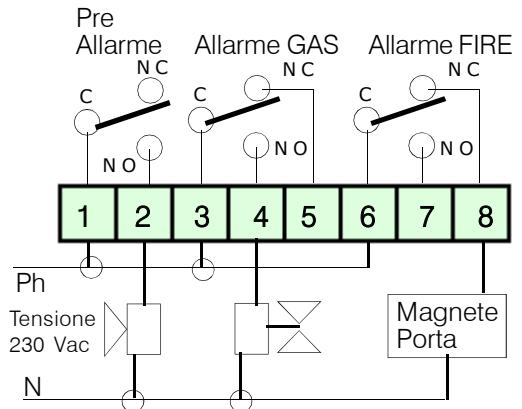 Pre
Allarme
Allarme GAS
Allarme FIRE
N C
N C
N C
C
C
C
N O
N O
N O
1 2 3 4 5 6 7 8
Ph
Tensione
230 Vac
Magnete
Porta
N